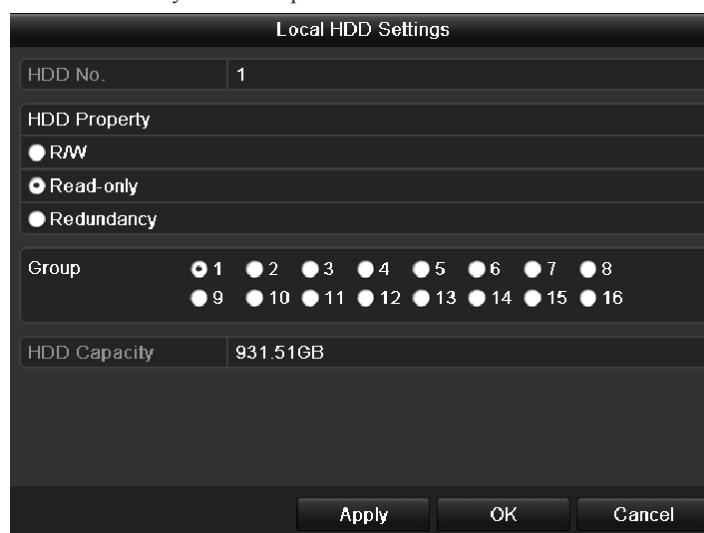 Local HDD Settings
HDD No. 1
HDD Property
R/W
Read-only
Redundancy
Group 1 2 3 4 5 6 7 8
9 10 11 12 13 14 15 16
HDD Capacity 931.51GB
Apply OK Cancel